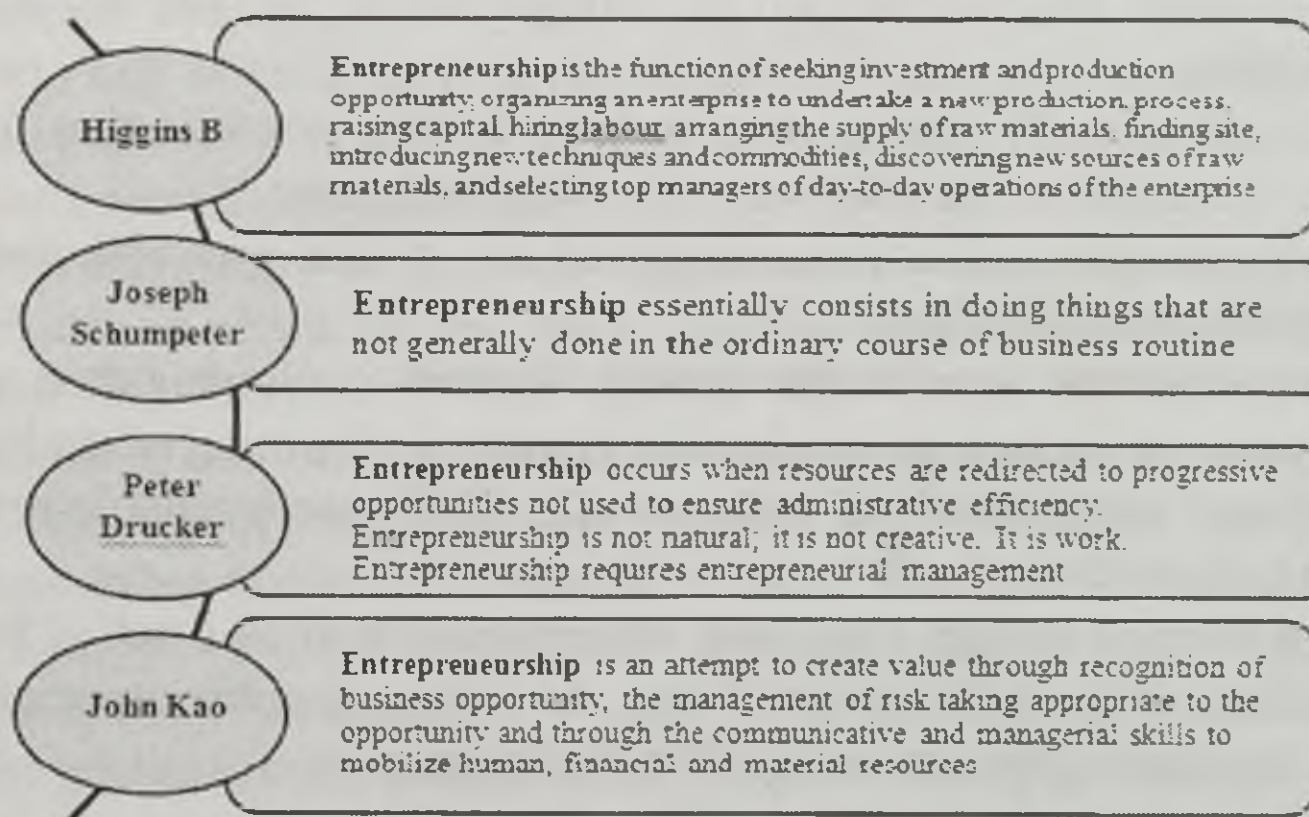 Higgins B
Entrepreneurship is the function of seeking investment and production
opportunity, organizing an enterprise to undertake a new production, process,
raising capital, hiring labour, arranging the supply of raw materials, finding site,
introducing new techniques and commodities, discovering new sources of raw
materials, and selecting top managers of day-to-day operations of the enterprise
Joseph
Schumpeter
Entrepreneurship essentially consists in doing things that are
not generally done in the ordinary course of business routine
Peter
Drucker
Entrepreneurship occurs when resources are redirected to progressive
opportunities not used to ensure administrative efficiency.
Entrepreneurship is not natural; it is not creative. It is work.
Entrepreneurship requires entrepreneurial management
John Kao
Entrepreneurship is an attempt to create value through recognition of
business opportunity, the management of risk taking appropriate to the
opportunity and through the communicative and managerial skills to
mobilize human, financial and material resources